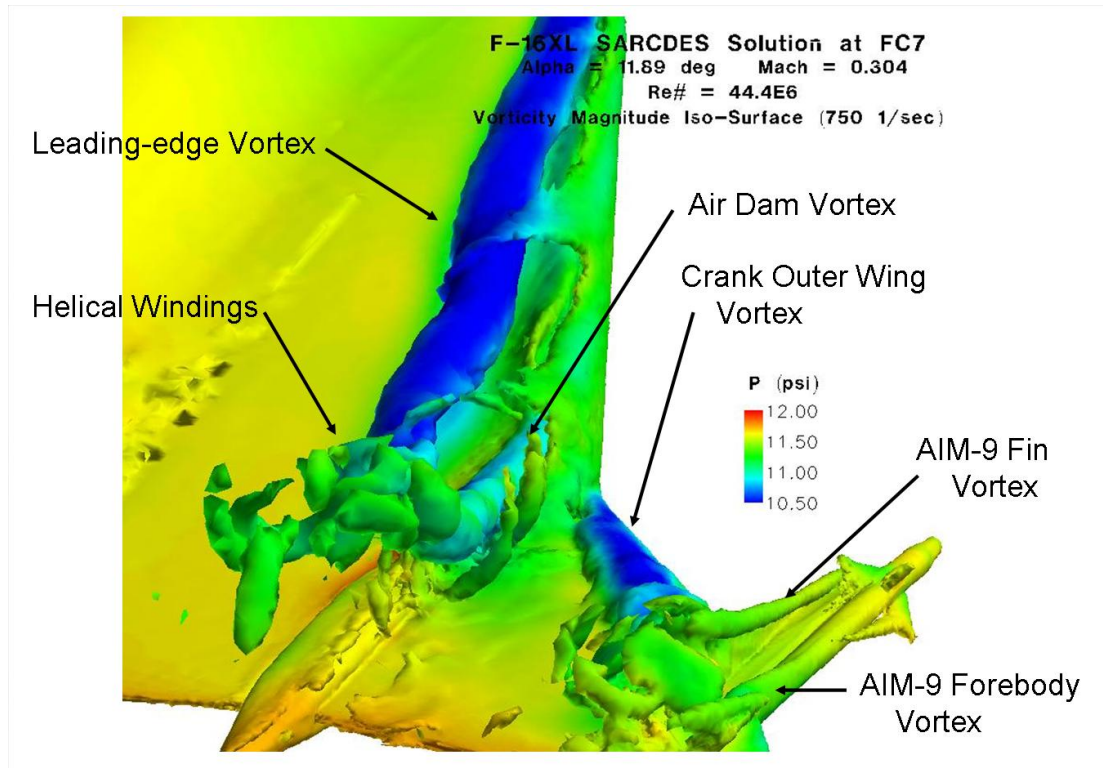 F-16XL SARCDES Solution at FC7
Alpha = 11.89 deg Mach = 0.304
Re# = 44.4E6
Vorticity Magnitude Iso-Surface (750 1/sec)
Leading-edge Vortex
Air Dam Vortex
Crank Outer Wing
Vortex
Helical Windings
P (psi)
12.00
11.50
11.00
10.50
AIM-9 Fin
Vortex
AIM-9 Forebody
Vortex